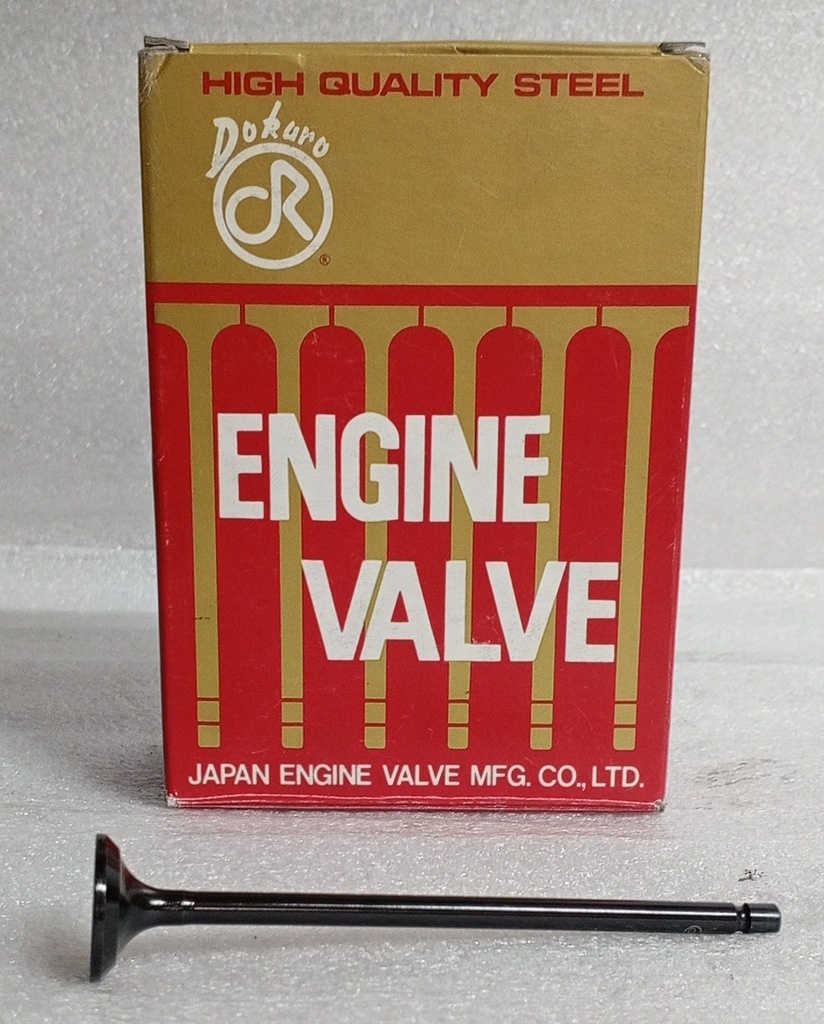 HIGH QUALITY STEEL
Dokuro
R
®
ENGINE
VALVE
JAPAN ENGINE VALVE MFG. CO., LTD.